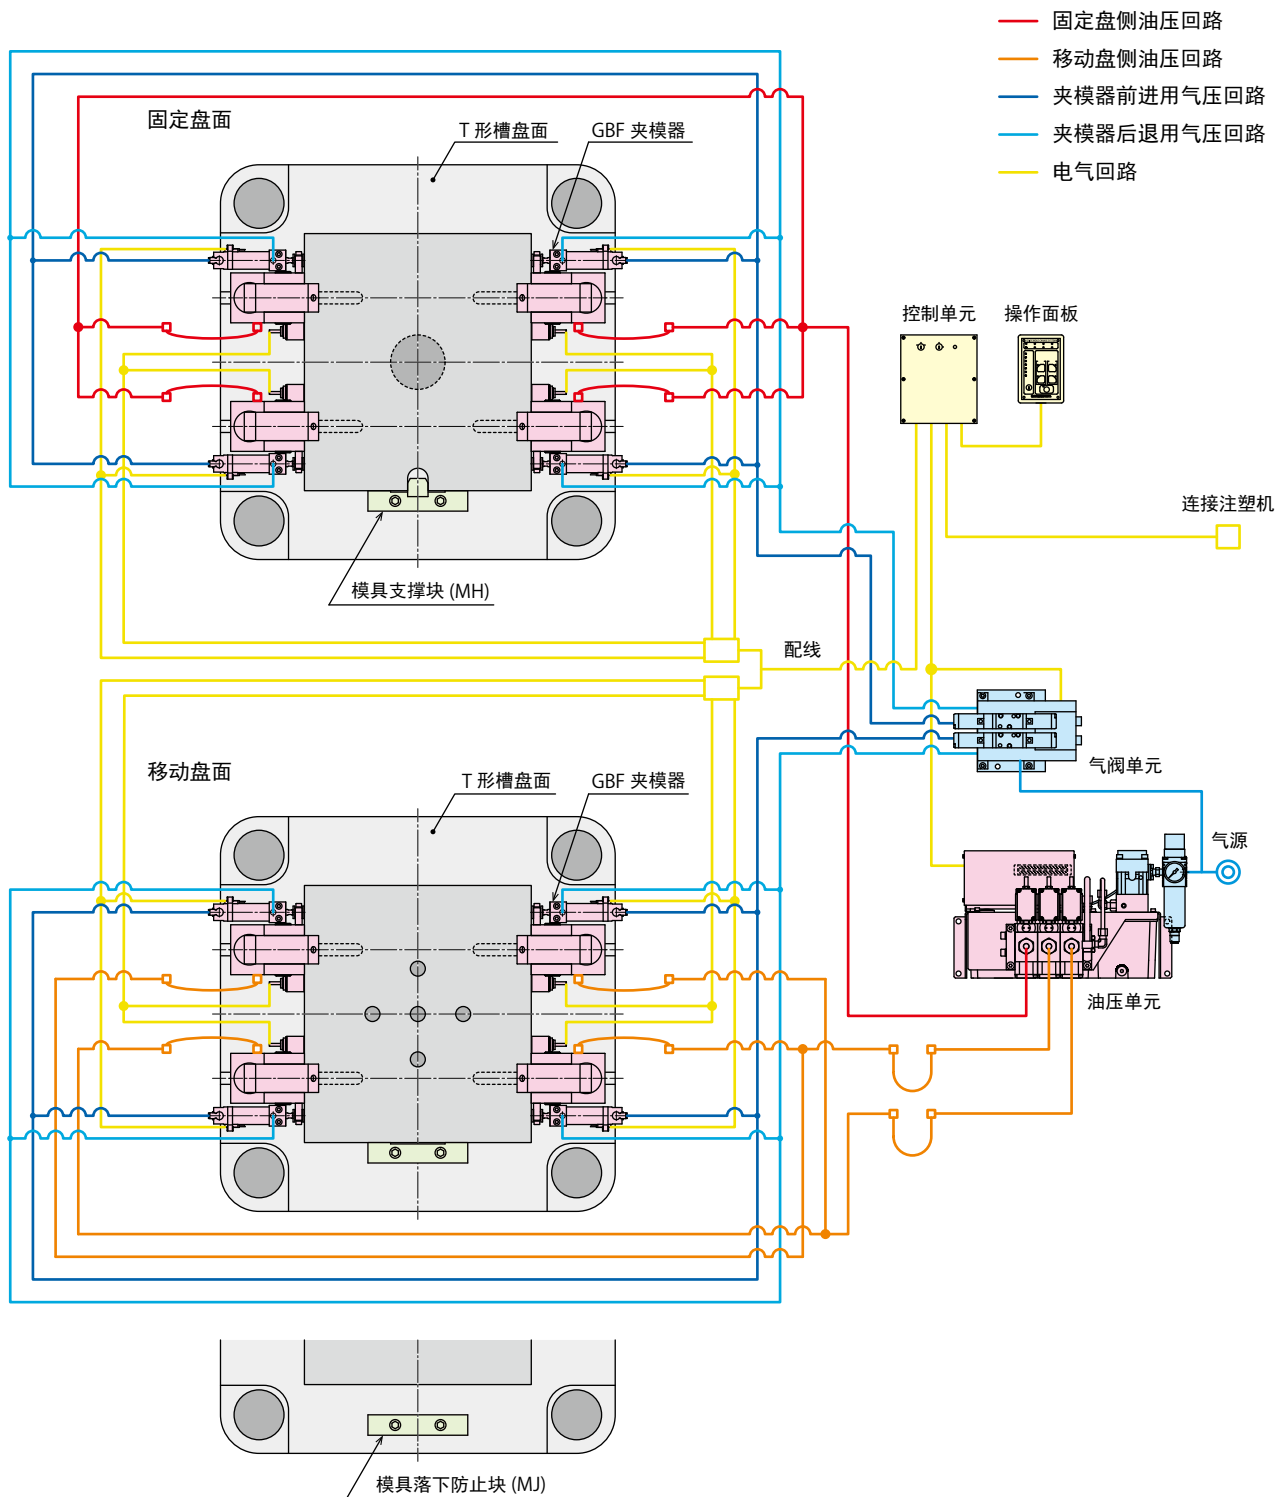 固定盘侧油压回路
移动盘侧油压回路
夹模器前进用气压回路
夹模器后退用气压回路
电气回路
固定盘面
T 形槽盘面
GBF 夹模器
控制单元
操作面板
连接注塑机
模具支撑块 (MH)
配线
气阀单元
移动盘面
T 形槽盘面
GBF 夹模器
气源
油压单元
模具落下防止块 (MJ)